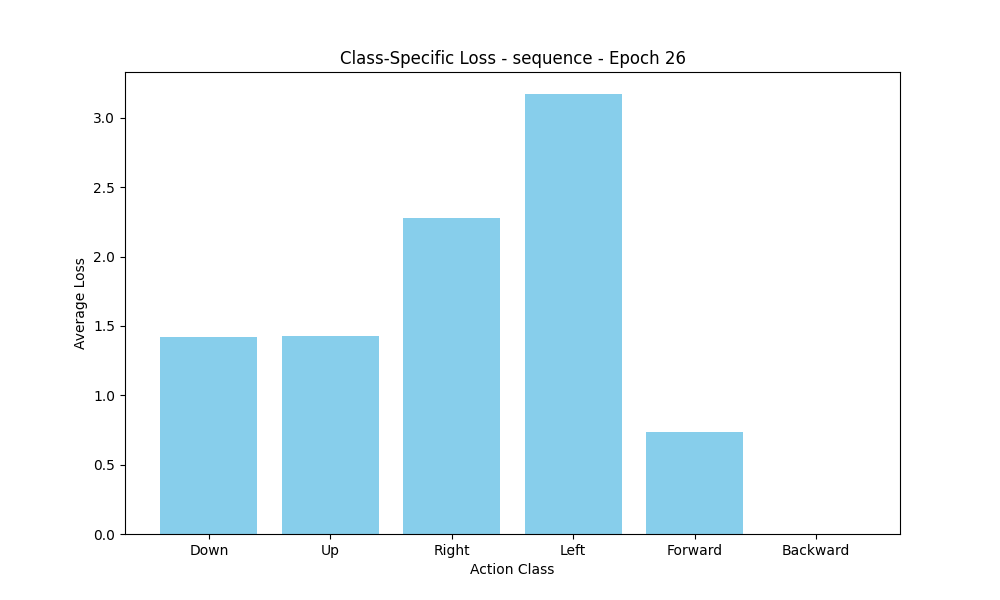 Class-Specific Loss - sequence - Epoch 26
3.0
2.5
2.0
1.5
1.0
0.5
0.0
Average Loss
Down Up Right Left Forward Backward
Action Class